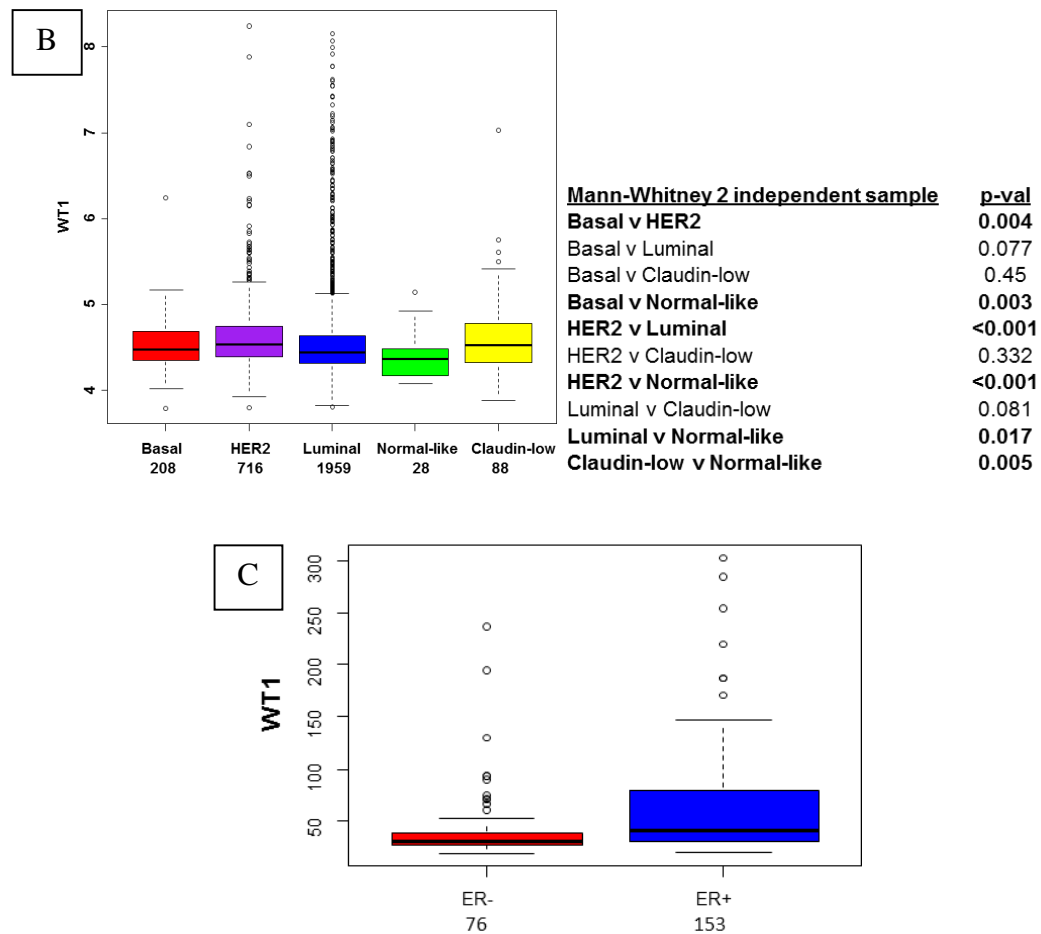 B
8
7
6
5
4
WT1
Basal HER2 Luminal Normal-like Claudin-low
208 716 1959 28 88
Mann-Whitney 2 independent sample p-val
Basal v HER2 0.004
Basal v Luminal 0.077
Basal v Claudin-low 0.45
Basal v Normal-like 0.003
HER2 v Luminal <0.001
HER2 v Claudin-low 0.332
HER2 v Normal-like <0.001
Luminal v Claudin-low 0.081
Luminal v Normal-like 0.017
Claudin-low v Normal-like 0.005
C
300
250
200
150
100
50
WT1
ER- ER+
76 153